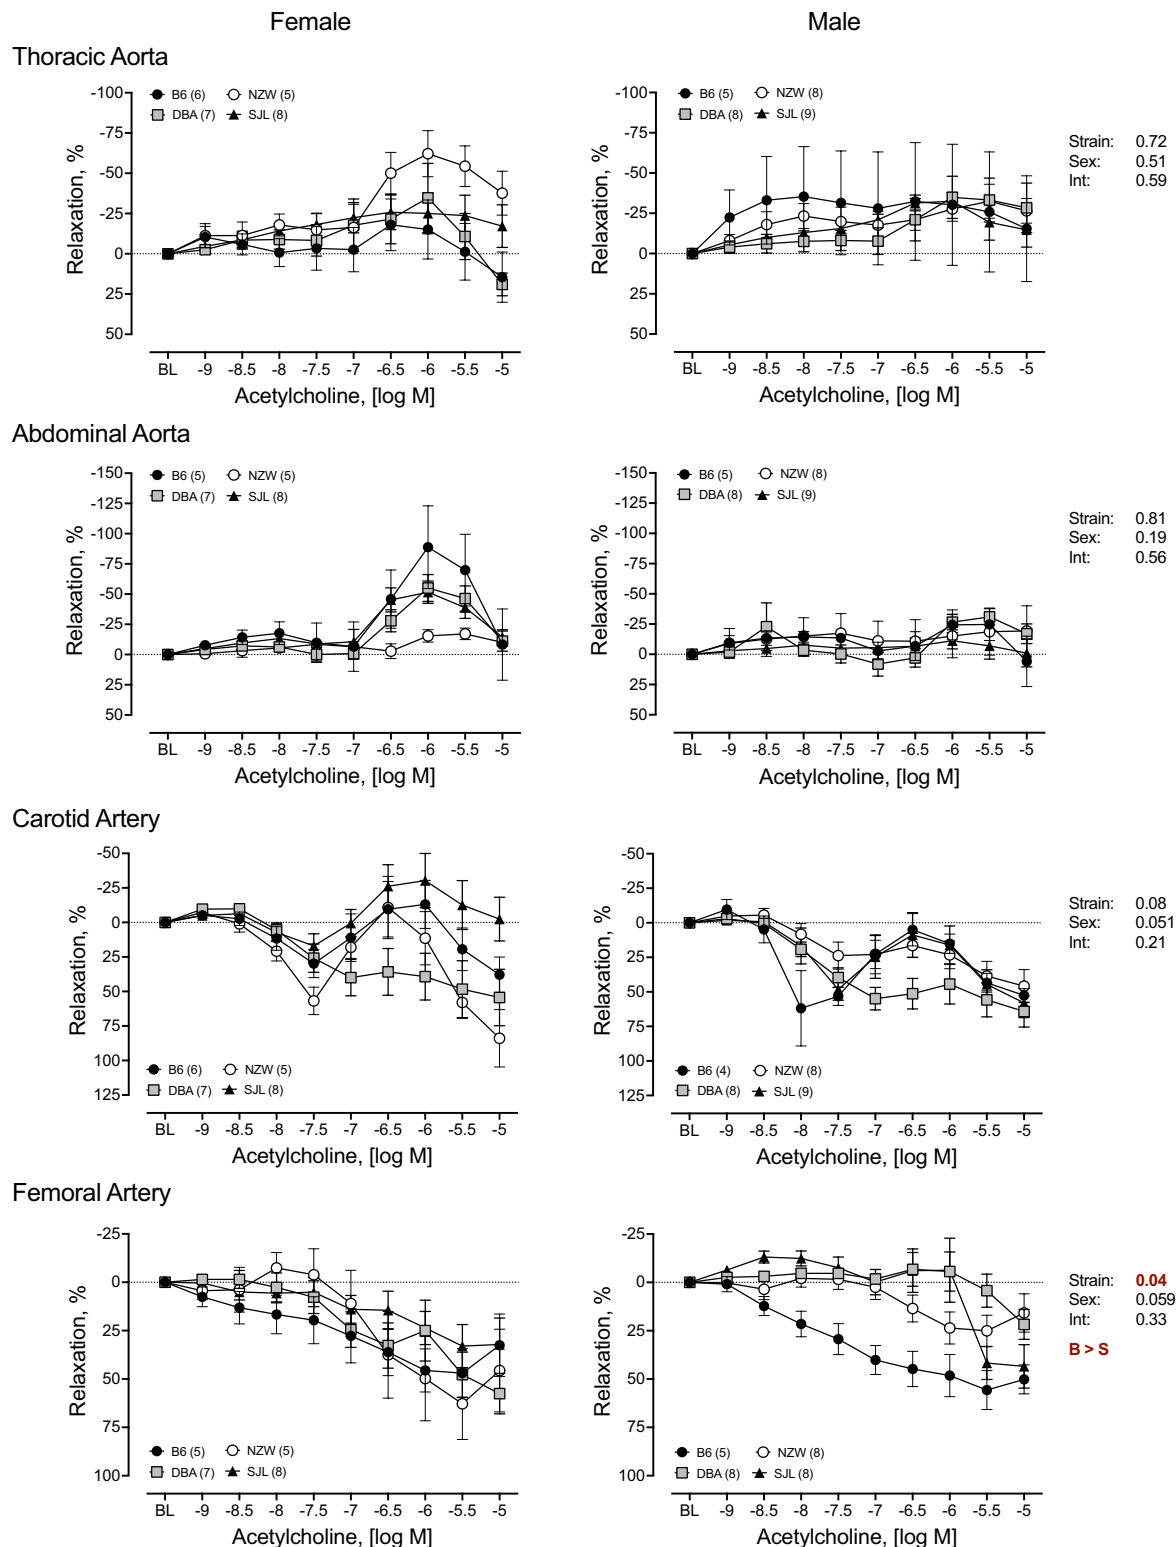 Female
Male
Thoracic Aorta
-100
-75
-50
-25
0
25
50
Relaxation, %
B6 (6)
NZW (5)
DBA (7)
SJL (8)
BL -9 -8.5 -8 -7.5 -7 -6.5 -6 -5.5 -5
Acetylcholine, [log M]
-100
-75
-50
-25
0
25
50
Relaxation, %
B6 (5)
NZW (8)
DBA (8)
SJL (9)
BL -9 -8.5 -8 -7.5 -7 -6.5 -6 -5.5 -5
Acetylcholine, [log M]
Strain: 0.72
Sex: 0.51
Int: 0.59
Abdominal Aorta
-150
-125
-100
-75
-50
-25
0
25
50
Relaxation, %
B6 (5)
NZW (5)
DBA (7)
SJL (8)
BL -9 -8.5 -8 -7.5 -7 -6.5 -6 -5.5 -5
Acetylcholine, [log M]
-150
-125
-100
-75
-50
-25
0
25
50
Relaxation, %
B6 (5)
NZW (8)
DBA (8)
SJL (9)
BL -9 -8.5 -8 -7.5 -7 -6.5 -6 -5.5 -5
Acetylcholine, [log M]
Strain: 0.81
Sex: 0.19
Int: 0.56
Carotid Artery
-50
-25
0
25
50
75
100
125
Relaxation, %
B6 (6)
NZW (5)
DBA (7)
SJL (8)
BL -9 -8.5 -8 -7.5 -7 -6.5 -6 -5.5 -5
Acetylcholine, [log M]
-50
-25
0
25
50
75
100
125
Relaxation, %
B6 (4)
NZW (8)
DBA (8)
SJL (9)
BL -9 -8.5 -8 -7.5 -7 -6.5 -6 -5.5 -5
Acetylcholine, [log M]
Strain: 0.08
Sex: 0.051
Int: 0.21
Femoral Artery
-25
0
25
50
75
100
Relaxation, %
B6 (5)
NZW (5)
DBA (7)
SJL (8)
BL -9 -8.5 -8 -7.5 -7 -6.5 -6 -5.5 -5
Acetylcholine, [log M]
-25
0
25
50
75
100
Relaxation, %
B6 (5)
NZW (8)
DBA (8)
SJL (8)
BL -9 -8.5 -8 -7.5 -7 -6.5 -6 -5.5 -5
Acetylcholine, [log M]
Strain: 0.04
Sex: 0.059
Int: 0.33
B > S